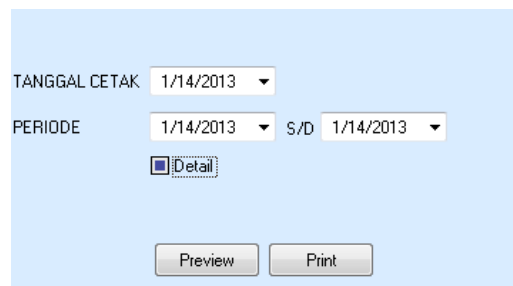 TANGGAL CETAK 1/14/2013
PERIODE 1/14/2013 S/D 1/14/2013
Detail
Preview Print